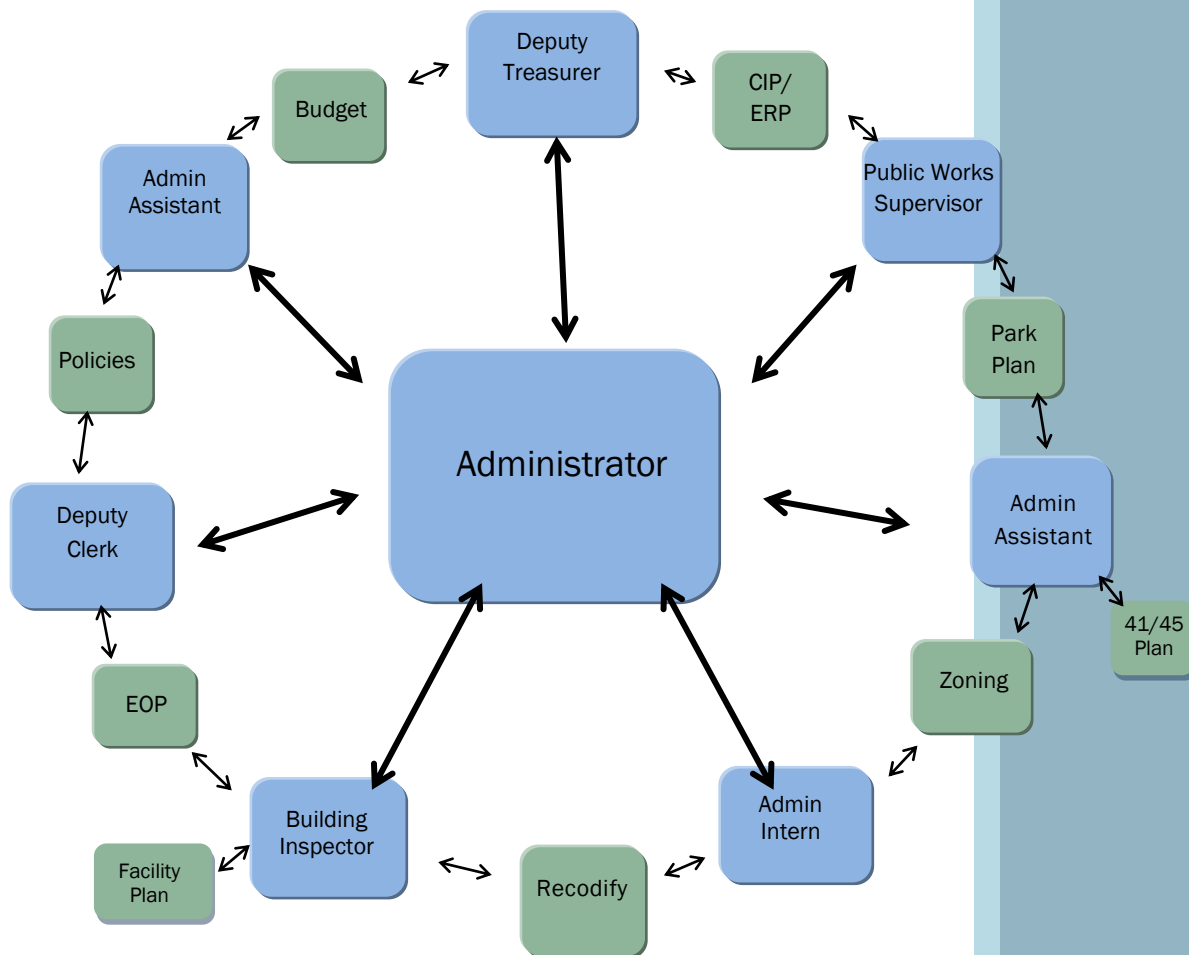 Deputy
Treasurer
Budget
CIP/
ERP
Admin
Assistant
Public Works
Supervisor
Policies
Park
Plan
Administrator
Deputy
Clerk
Admin
Assistant
41/45
Plan
EOP
Zoning
Building
Inspector
Admin
Intern
Facility
Plan
Recodify